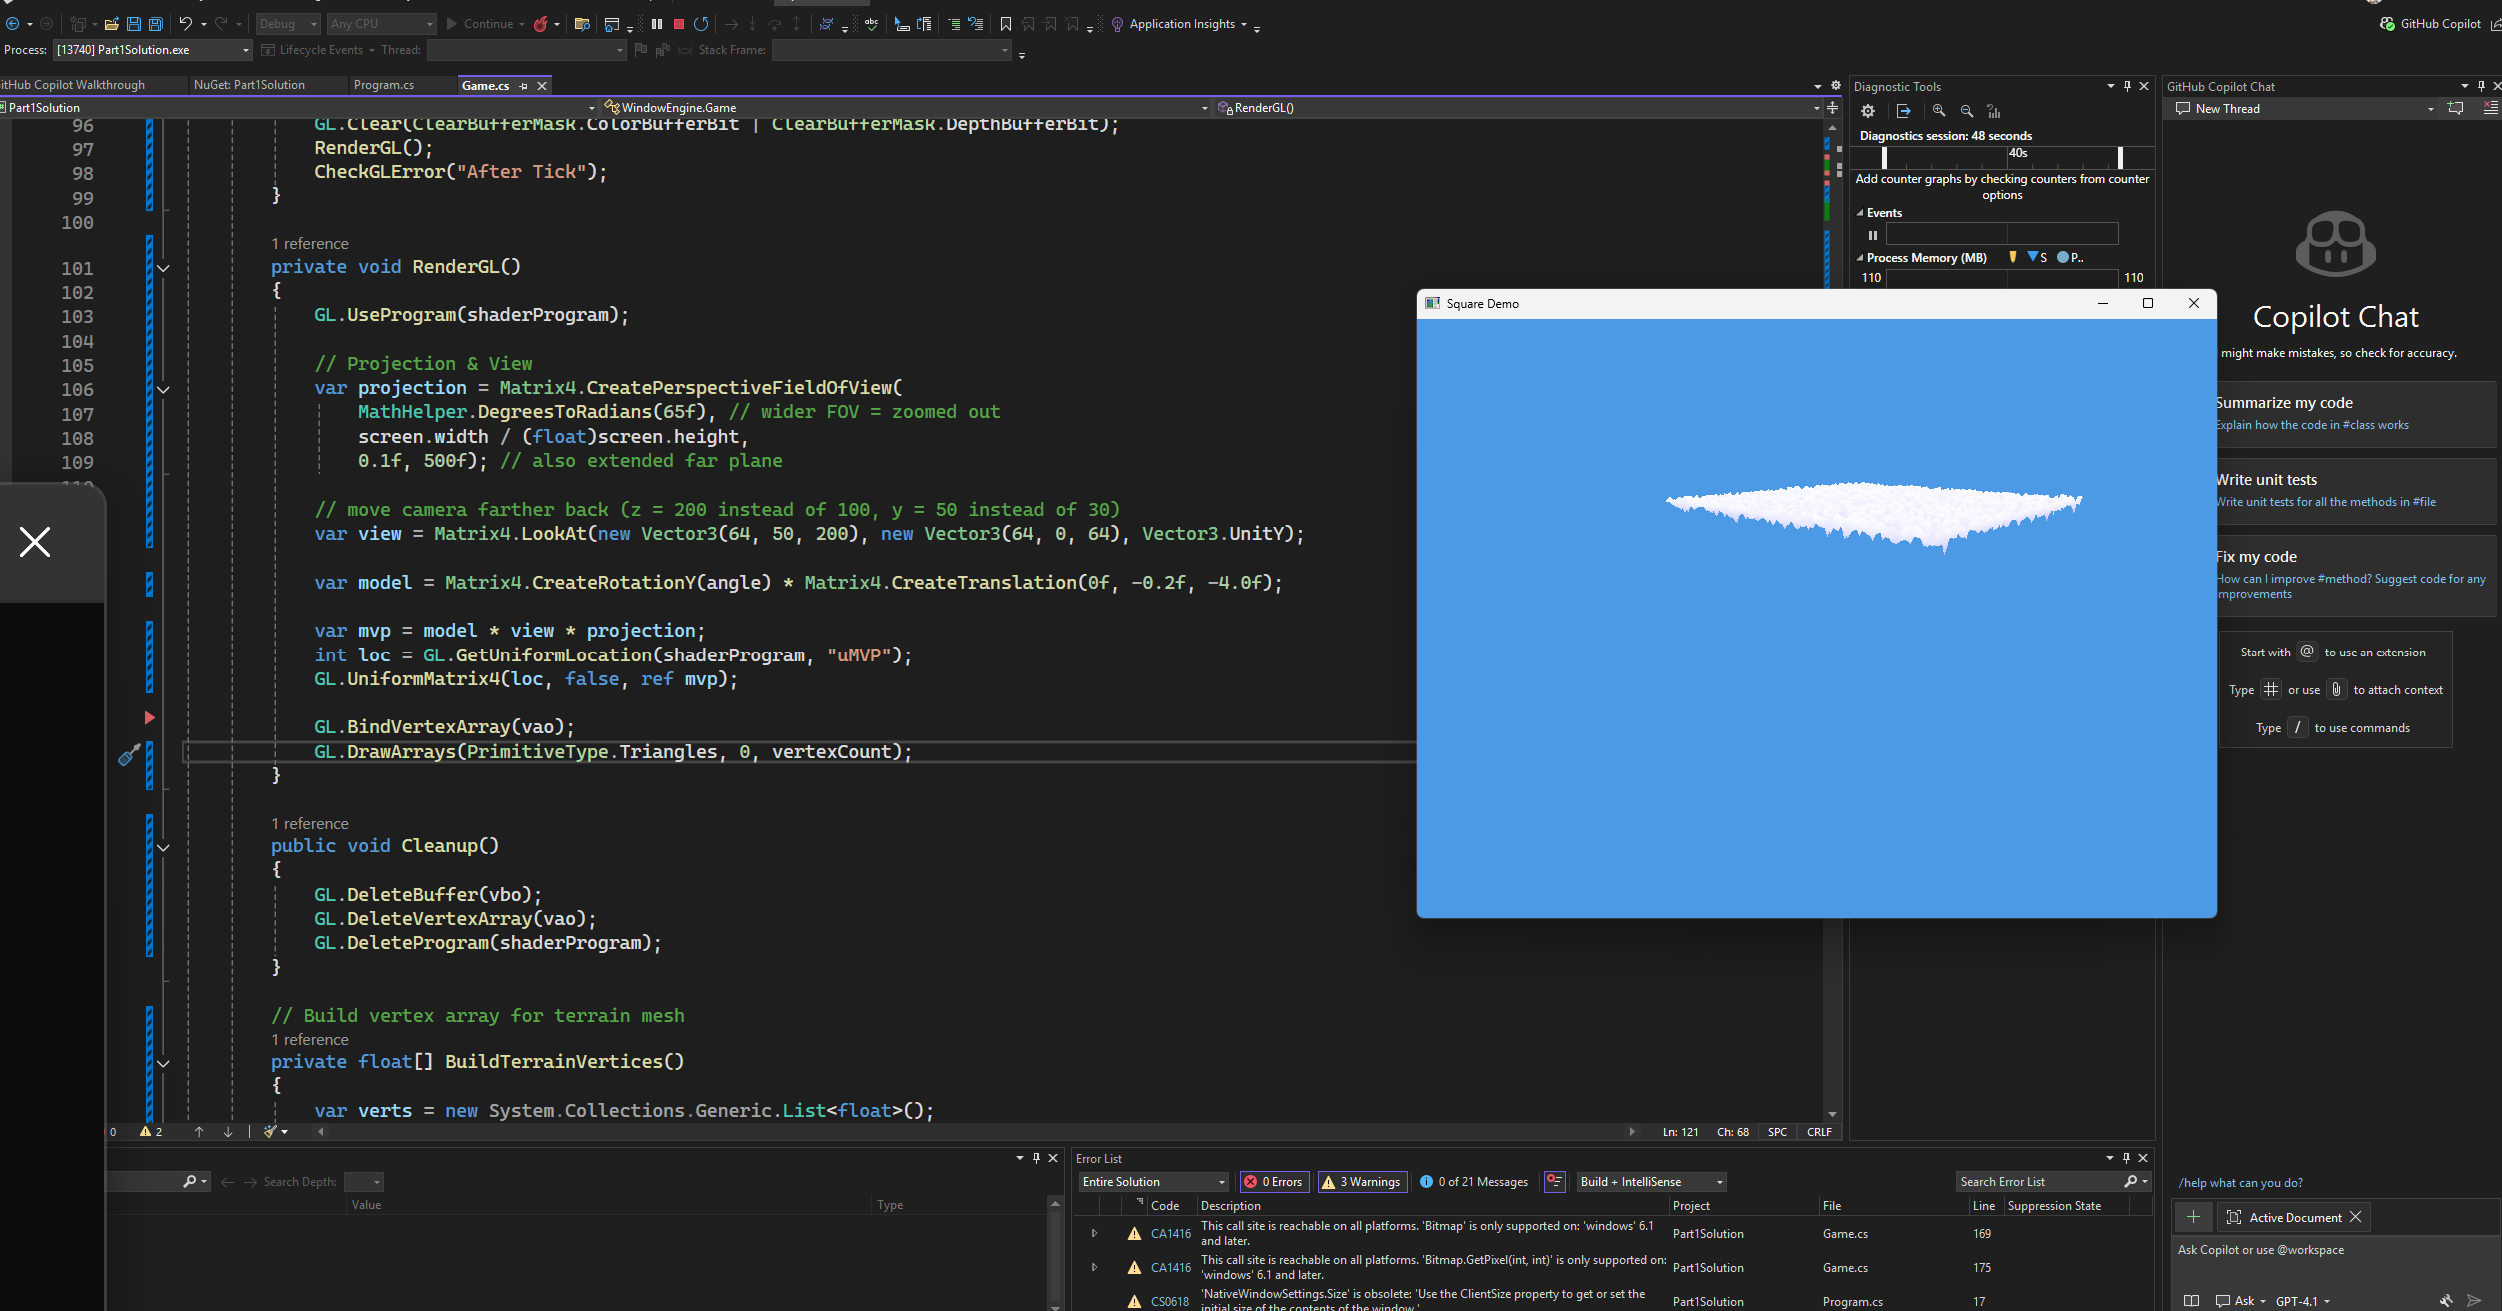 Debug
Any CPU
Continue
Application Insights
GitHub Copilot
Process: [13740] Part1Solution.exe
Lifecycle Events
Thread:
Stack Frame:
itHub Copilot Walkthrough
NuGet: Part1Solution
Program.cs
Game.cs
Part1Solution
WindowEngine.Game
RenderGL()
96 GL.Clear(ClearBufferMask.ColorBufferBit | ClearBufferMask.DepthBufferBit);
97 RenderGL();
98 CheckGLError("After Tick");
99 }
100
1 reference
101 private void RenderGL()
102 {
103 GL.UseProgram(shaderProgram);
104
105 // Projection & View
106 var projection = Matrix4.CreatePerspectiveFieldOfView(
107 MathHelper.DegreesToRadians(65f), // wider FOV = zoomed out
108 screen.width / (float)screen.height,
109 0.1f, 500f); // also extended far plane
// move camera farther back (z = 200 instead of 100, y = 50 instead of 30)
var view = Matrix4.LookAt(new Vector3(64, 50, 200), new Vector3(64, 0, 64), Vector3.UnitY);
var model = Matrix4.CreateRotationY(angle) * Matrix4.CreateTranslation(0f, -0.2f, -4.0f);
var mvp = model * view * projection;
int loc = GL.GetUniformLocation(shaderProgram, "uMVP");
GL.UniformMatrix4(loc, false, ref mvp);
GL.BindVertexArray(vao);
GL.DrawArrays(PrimitiveType.Triangles, 0, vertexCount);
}
1 reference
public void Cleanup()
{
GL.DeleteBuffer(vbo);
GL.DeleteVertexArray(vao);
GL.DeleteProgram(shaderProgram);
}
// Build vertex array for terrain mesh
1 reference
private float[] BuildTerrainVertices()
{
var verts = new System.Collections.Generic.List<float>();
0
2
Ln: 121 Ch: 68 SPC CRLF
Square Demo
Diagnostic Tools
Diagnostics session: 48 seconds
40s
Add counter graphs by checking counters from counter
options
Events
Process Memory (MB)
S
P..
110
110
GitHub Copilot Chat
New Thread
Copilot Chat
might make mistakes, so check for accuracy.
Summarize my code
Explain how the code in #class works
Write unit tests
Write unit tests for all the methods in #file
Fix my code
How can I improve #method? Suggest code for any
improvements
Start with @ to use an extension
Type # or use to attach context
Type / to use commands
/help what can you do?
Active Document
Ask Copilot or use @workspace
Ask
GPT-4.1
Search Depth:
Value
Type
Error List
Entire Solution
0 Errors
3 Warnings
0 of 21 Messages
Build + IntelliSense
Search Error List
Code Description Project File Line Suppression State
CA1416 This call site is reachable on all platforms. 'Bitmap' is only supported on: 'windows' 6.1
and later. Part1Solution Game.cs 169
CA1416 This call site is reachable on all platforms. 'Bitmap.GetPixel(int, int)' is only supported on:
'windows' 6.1 and later. Part1Solution Game.cs 175
CS0618 'NativeWindowSettings.Size' is obsolete: 'Use the ClientSize property to get or set the
initial size of the contents of the window.' Part1Solution Program.cs 17